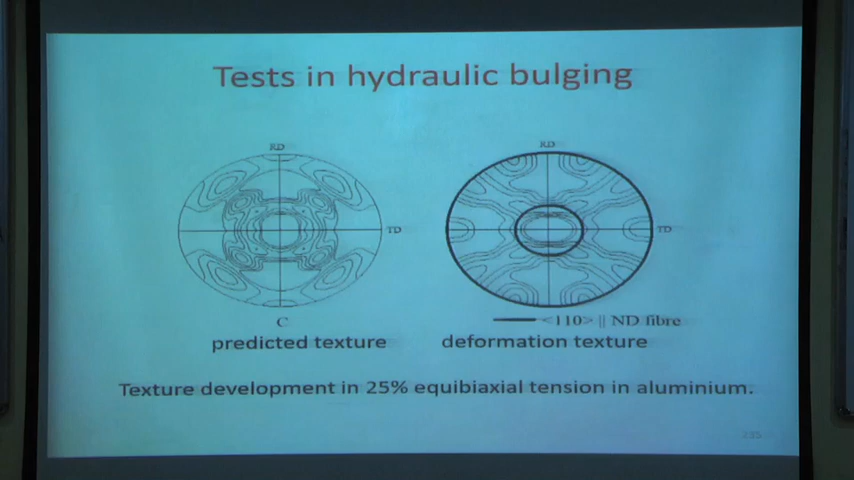 Tests in hydraulic bulging
RD
RD
TD
TD
C
<110> || ND fibre
predicted texture
deformation texture
Texture development in 25% equibiaxial tension in aluminium.